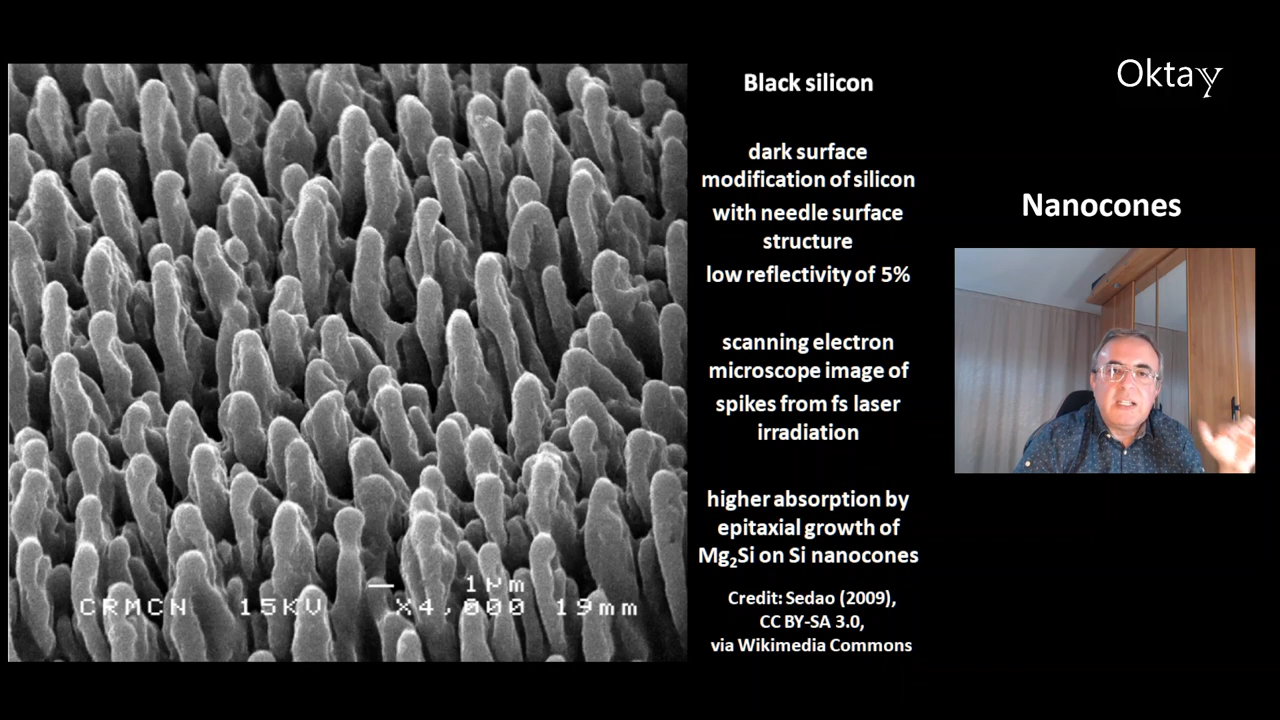 Oktay
Black silicon
dark surface
modification of silicon
with needle surface
structure
low reflectivity of 5%
scanning electron
microscope image of
spikes from fs laser
irradiation
higher absorption by
epitaxial growth of
Mg₂Si on Si nanocones
Credit: Sedao (2009),
CC BY-SA 3.0,
via Wikimedia Commons
Nanocones
1µm
CRMCN 15KV X4,000 19mm